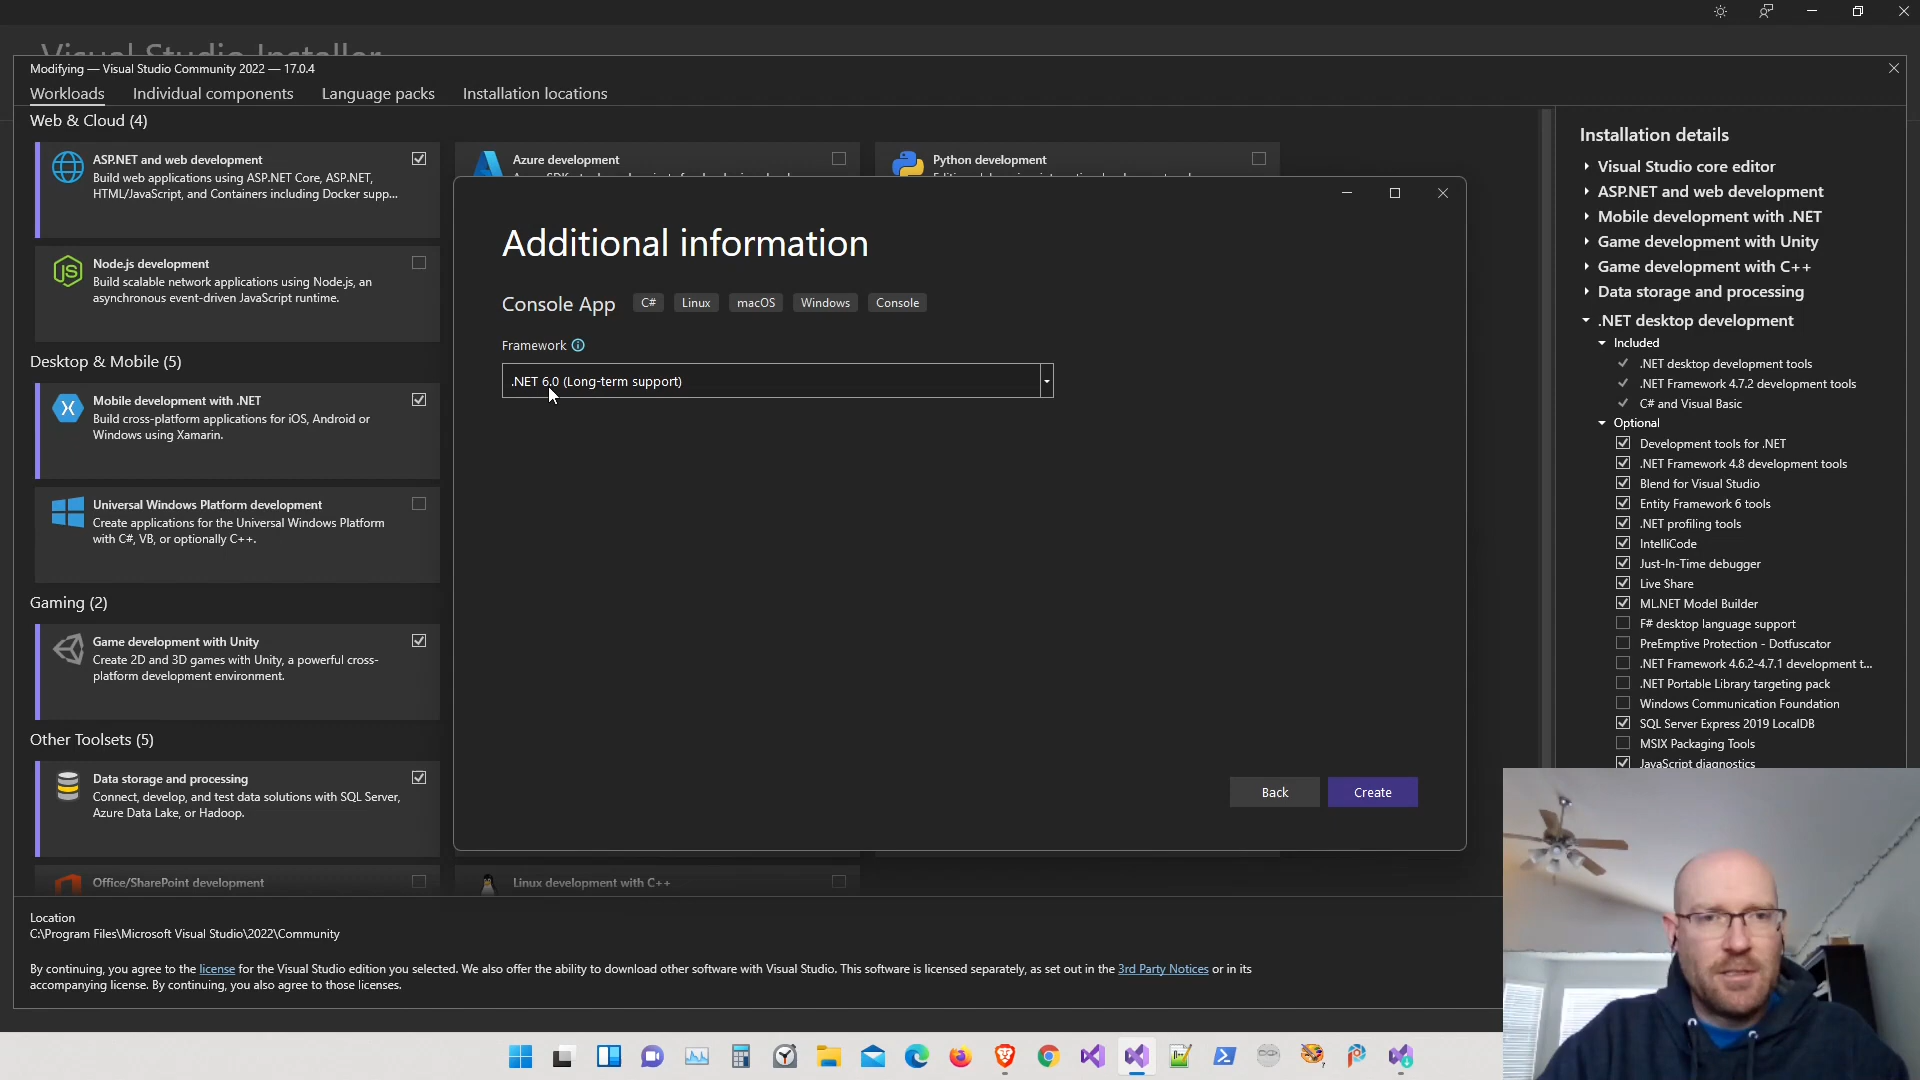 Visual Studio Installer
Modifying — Visual Studio Community 2022 — 17.0.4
Workloads
Individual components
Language packs
Installation locations
Web & Cloud (4)
ASP.NET and web development
Build web applications using ASP.NET Core, ASP.NET,
HTML/JavaScript, and Containers including Docker supp...
Azure development
Python development
Node.js development
Build scalable network applications using Node.js, an
asynchronous event-driven JavaScript runtime.
Desktop & Mobile (5)
Mobile development with .NET
Build cross-platform applications for iOS, Android or
Windows using Xamarin.
Universal Windows Platform development
Create applications for the Universal Windows Platform
with C#, VB, or optionally C++.
Gaming (2)
Game development with Unity
Create 2D and 3D games with Unity, a powerful cross-
platform development environment.
Other Toolsets (5)
Data storage and processing
Connect, develop, and test data solutions with SQL Server,
Azure Data Lake, or Hadoop.
Office/SharePoint development
Linux development with C++
Additional information
Console App
C#
Linux
macOS
Windows
Console
Framework
.NET 6.0 (Long-term support)
Back
Create
Installation details
Visual Studio core editor
ASP.NET and web development
Mobile development with .NET
Game development with Unity
Game development with C++
Data storage and processing
.NET desktop development
Included
.NET desktop development tools
.NET Framework 4.7.2 development tools
C# and Visual Basic
Optional
Development tools for .NET
.NET Framework 4.8 development tools
Blend for Visual Studio
Entity Framework 6 tools
.NET profiling tools
IntelliCode
Just-In-Time debugger
Live Share
ML.NET Model Builder
F# desktop language support
PreEmptive Protection - Dotfuscator
.NET Framework 4.6.2-4.7.1 development t...
.NET Portable Library targeting pack
Windows Communication Foundation
SQL Server Express 2019 LocalDB
MSIX Packaging Tools
JavaScript diagnostics
Location
C:\Program Files\Microsoft Visual Studio\2022\Community
By continuing, you agree to the license for the Visual Studio edition you selected. We also offer the ability to download other software with Visual Studio. This software is licensed separately, as set out in the 3rd Party Notices or in its
accompanying license. By continuing, you also agree to those licenses.